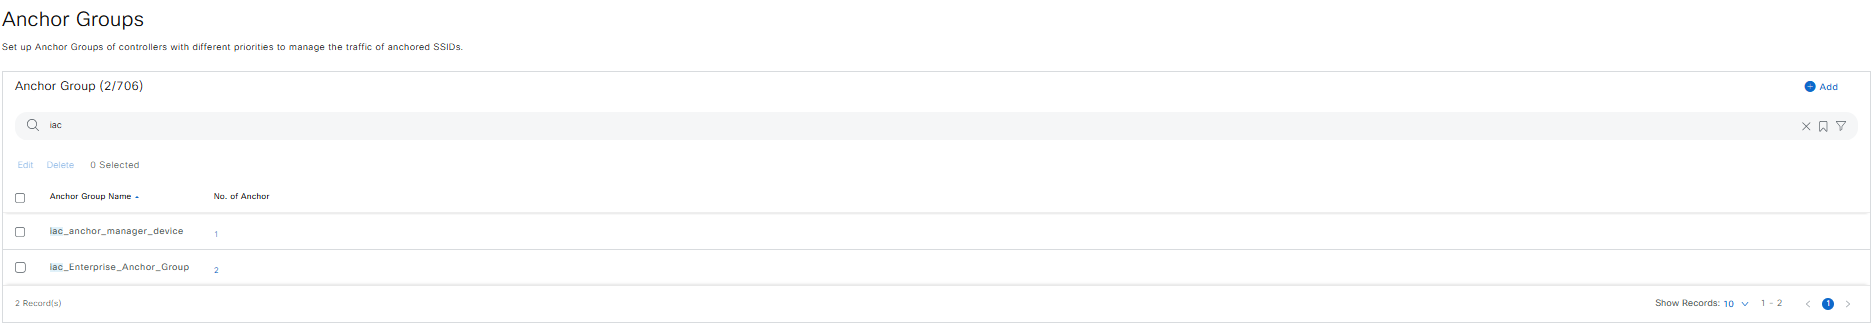 Anchor Groups
Set up Anchor Groups of controllers with different priorities to manage the traffic of anchored SSIDs.
Anchor Group (2/706)
Add
iac
Edit Delete 0 Selected
Anchor Group Name No. of Anchor
iac_anchor_manager_device 1
iac_Enterprise_Anchor_Group 2
2 Record(s) Show Records: 10 1 - 2 1